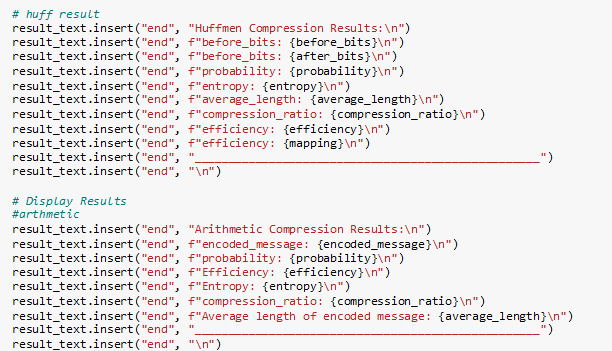 # huff result
result_text.insert("end", "Huffmen Compression Results:\n")
result_text.insert("end", f"before_bits: {before_bits}\n")
result_text.insert("end", f"before_bits: {after_bits}\n")
result_text.insert("end", f"probability: {probability}\n")
result_text.insert("end", f"entropy: {entropy}\n")
result_text.insert("end", f"average_length: {average_length}\n")
result_text.insert("end", f"compression_ratio: {compression_ratio}\n")
result_text.insert("end", f"efficiency: {efficiency}\n")
result_text.insert("end", f"efficiency: {mapping}\n")
result_text.insert("end", "___________________________________________________")
result_text.insert("end", "\n")
# Display Results
#arthmetic
result_text.insert("end", "Arithmetic Compression Results:\n")
result_text.insert("end", f"encoded_message: {encoded_message}\n")
result_text.insert("end", f"probability: {probability}\n")
result_text.insert("end", f"Efficiency: {efficiency}\n")
result_text.insert("end", f"Entropy: {entropy}\n")
result_text.insert("end", f"compression_ratio: {compression_ratio}\n")
result_text.insert("end", f"Average length of encoded message: {average_length}\n")
result_text.insert("end", "___________________________________________________")
result_text.insert("end", "\n")